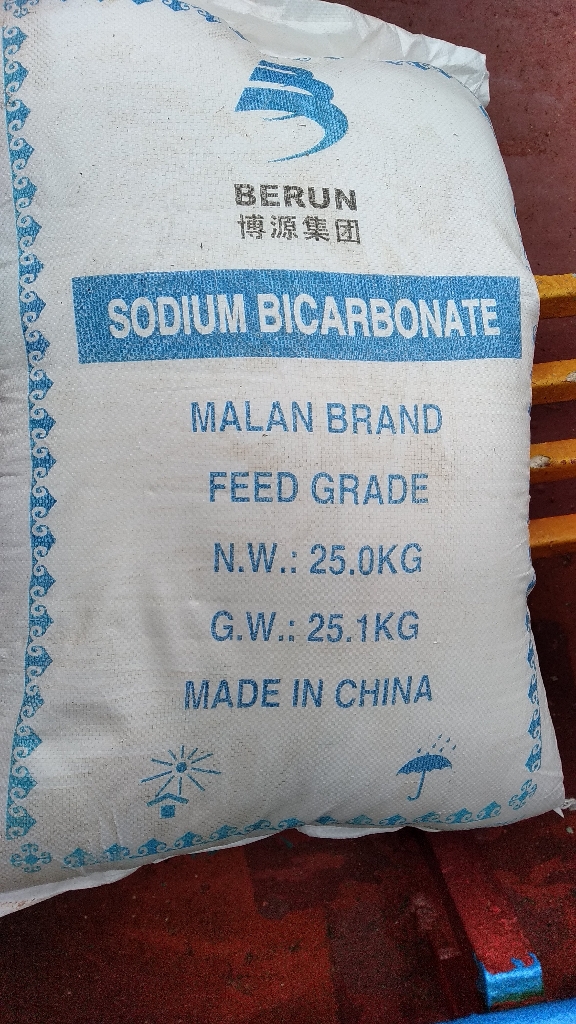 BERUN
博源集团
SODIUM BICARBONATE
MALAN BRAND
FEED GRADE
N.W.: 25.0KG
G.W.: 25.1KG
MADE IN CHINA